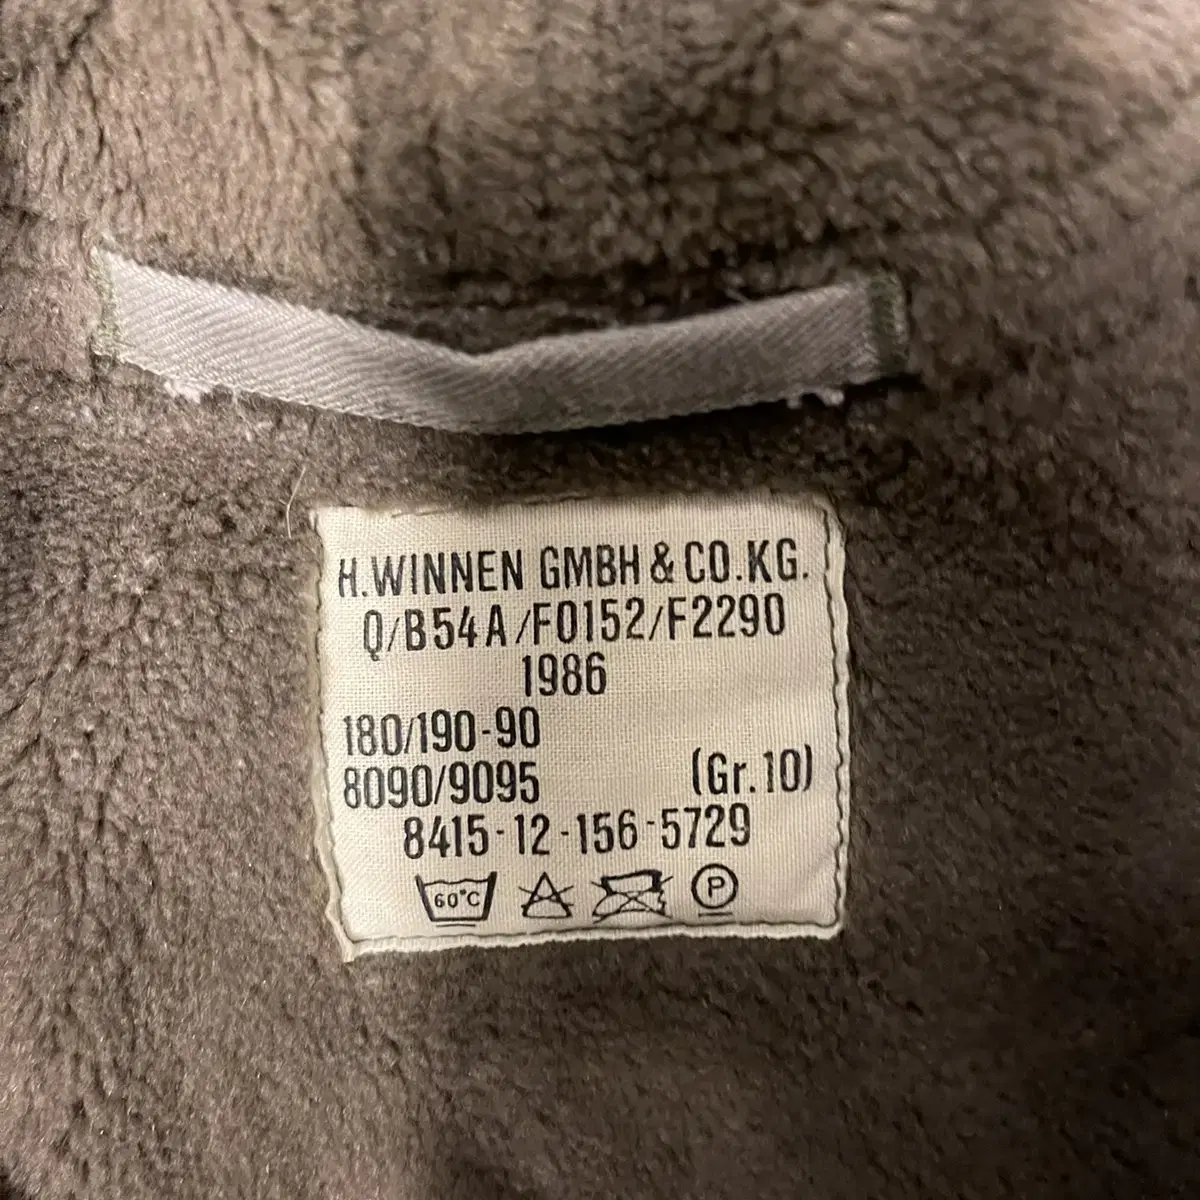 H.WINNEN GMBH & CO.KG.
Q/B54A/F0152/F2290
1986
180/190-90
8090/9095 (Gr.10)
8415-12-156-5729
60°C P